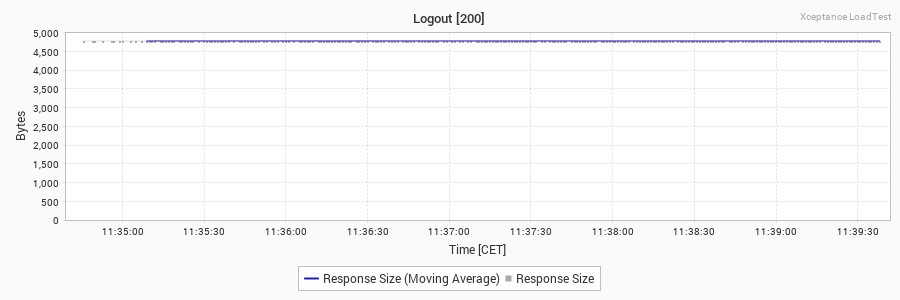 Logout [200]
Xceptance LoadTest
5,000
4,500
4,000
3,500
3,000
2,500
2,000
1,500
1,000
500
0
Bytes
11:35:00 11:35:30 11:36:00 11:36:30 11:37:00 11:37:30 11:38:00 11:38:30 11:39:00 11:39:30
Time [CET]
Response Size (Moving Average) Response Size